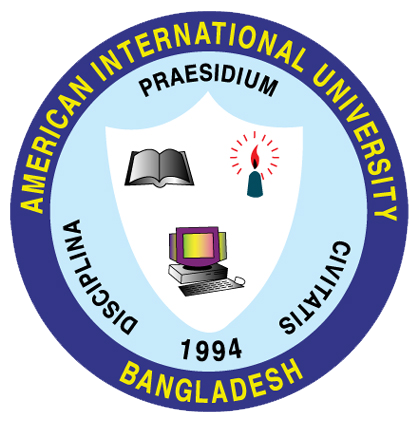 AMERICAN INTERNATIONAL UNIVERSITY
PRAESIDIUM
DISCIPLINA
CIVITATIS
1994
BANGLADESH